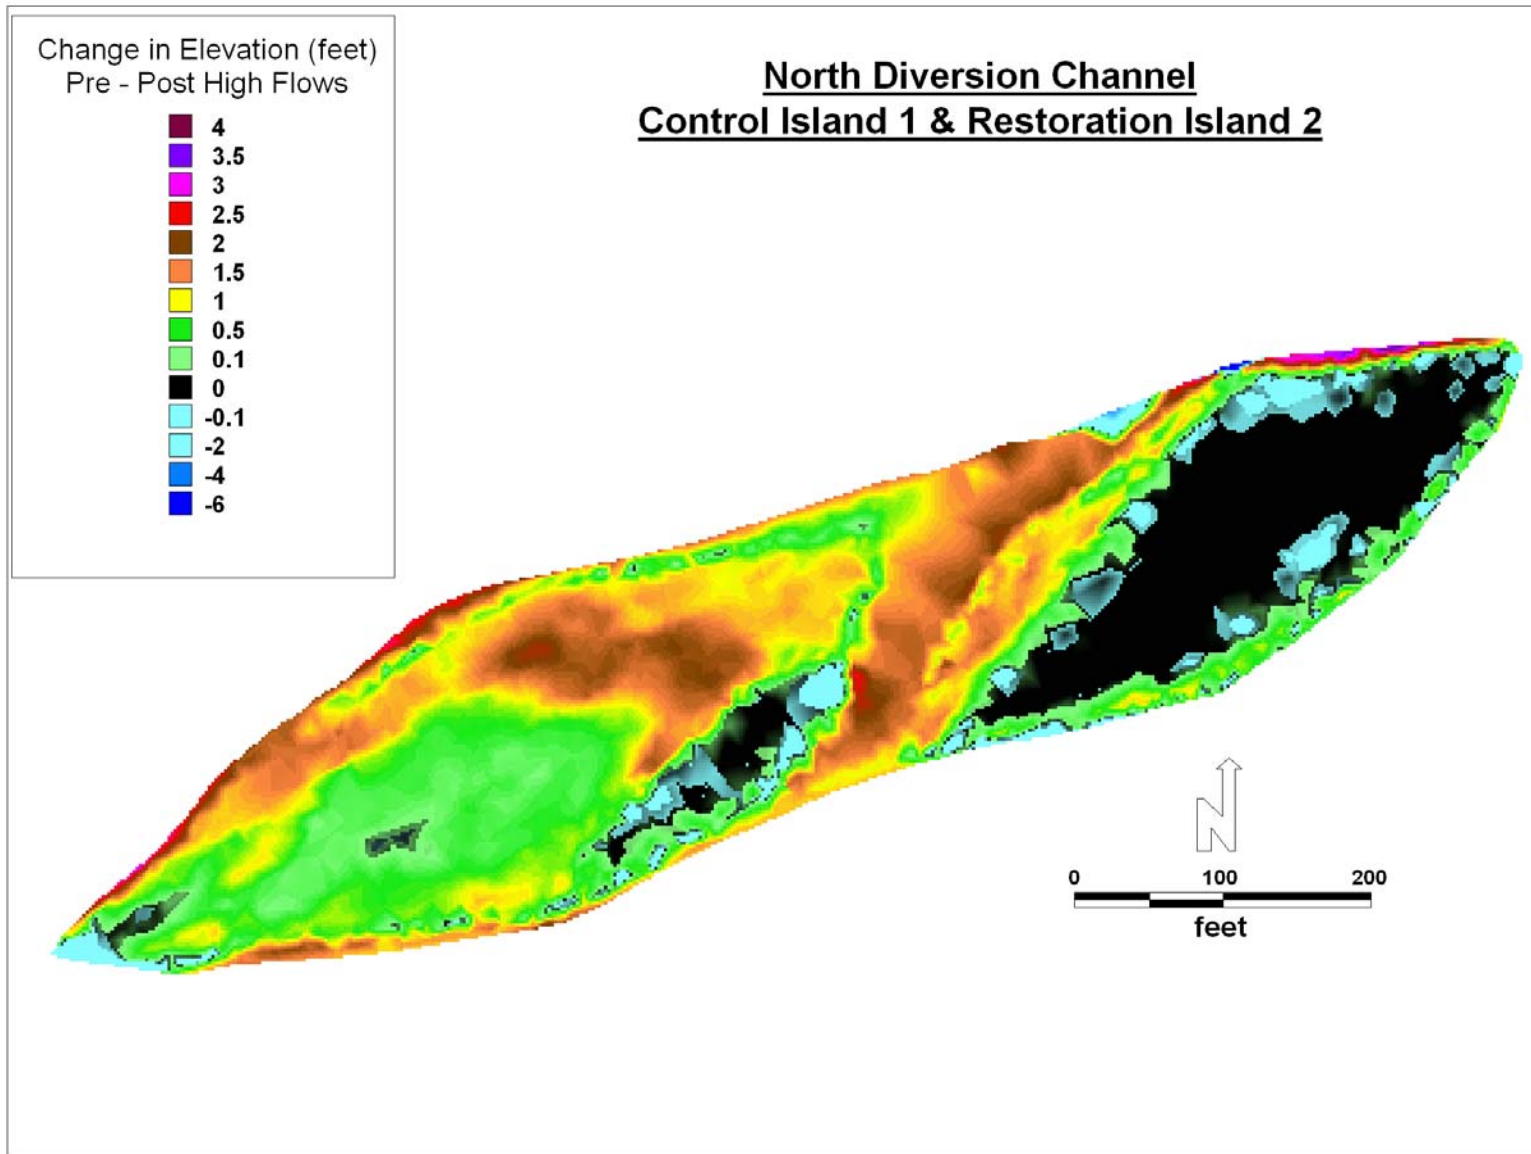 Change in Elevation (feet)
Pre - Post High Flows
4
3.5
3
2.5
2
1.5
1
0.5
0.1
0
-0.1
-2
-4
-6
North Diversion Channel
Control Island 1 & Restoration Island 2
N
0 100 200
feet